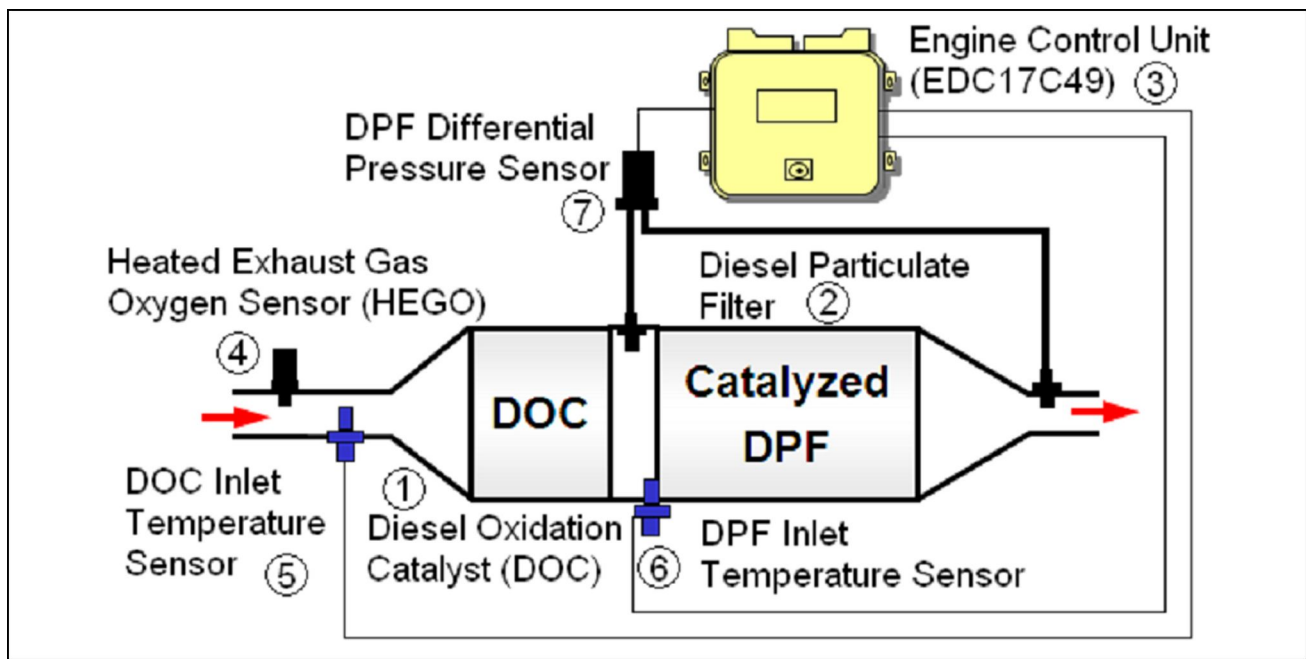 Engine Control Unit
(EDC17C49) ③
DPF Differential
Pressure Sensor
⑦
Heated Exhaust Gas
Oxygen Sensor (HEGO)
④
Diesel Particulate
Filter ②
DOC
Catalyzed
DPF
DOC Inlet
Temperature
Sensor ⑤
①
Diesel Oxidation
Catalyst (DOC)
⑥
DPF Inlet
Temperature Sensor